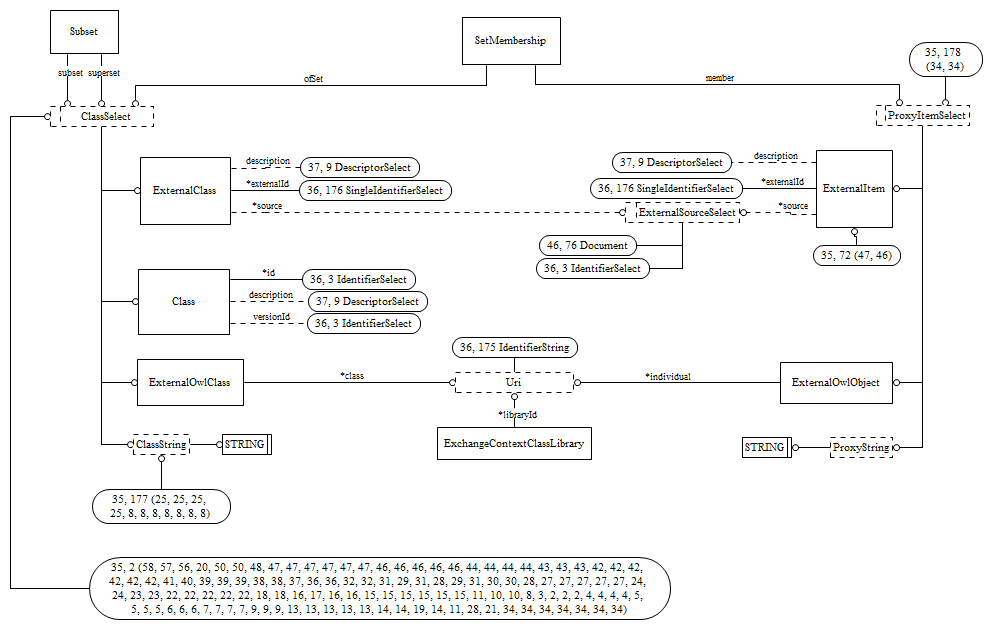 Subset
SetMembership
35, 178
(34, 34)
subset
superset
ofSet
member
ClassSelect
ProxyItemSelect
ExternalClass
description
37, 9 DescriptorSelect
*externalId
36, 176 SingleIdentifierSelect
*source
37, 9 DescriptorSelect
description
36, 176 SingleIdentifierSelect
*externalId
ExternalItem
ExternalSourceSelect
*source
46, 76 Document
36, 3 IdentifierSelect
35, 72 (47, 46)
Class
*id
36, 3 IdentifierSelect
description
37, 9 DescriptorSelect
versionId
36, 3 IdentifierSelect
36, 175 IdentifierString
ExternalOwlClass
*class
Uri
*individual
ExternalOwlObject
*libraryId
ExchangeContextClassLibrary
ClassString
STRING
STRING
ProxyString
35, 177 (25, 25, 25,
25, 8, 8, 8, 8, 8, 8, 8)
35, 2 (58, 57, 56, 20, 50, 50, 48, 47, 47, 47, 47, 47, 47, 46, 46, 46, 46, 44, 44, 44, 44, 43, 43, 43, 42, 42, 42,
42, 42, 42, 41, 40, 39, 39, 39, 38, 38, 37, 36, 36, 32, 32, 31, 29, 31, 28, 29, 31, 30, 30, 28, 27, 27, 27, 27, 27, 24,
24, 23, 23, 22, 22, 22, 22, 22, 18, 18, 16, 17, 16, 16, 15, 15, 15, 15, 15, 15, 11, 10, 10, 8, 3, 2, 2, 2, 4, 4, 4, 4, 5,
5, 5, 5, 6, 6, 6, 7, 7, 7, 7, 9, 9, 9, 13, 13, 13, 13, 13, 14, 14, 19, 14, 11, 28, 21, 34, 34, 34, 34, 34, 34, 34)